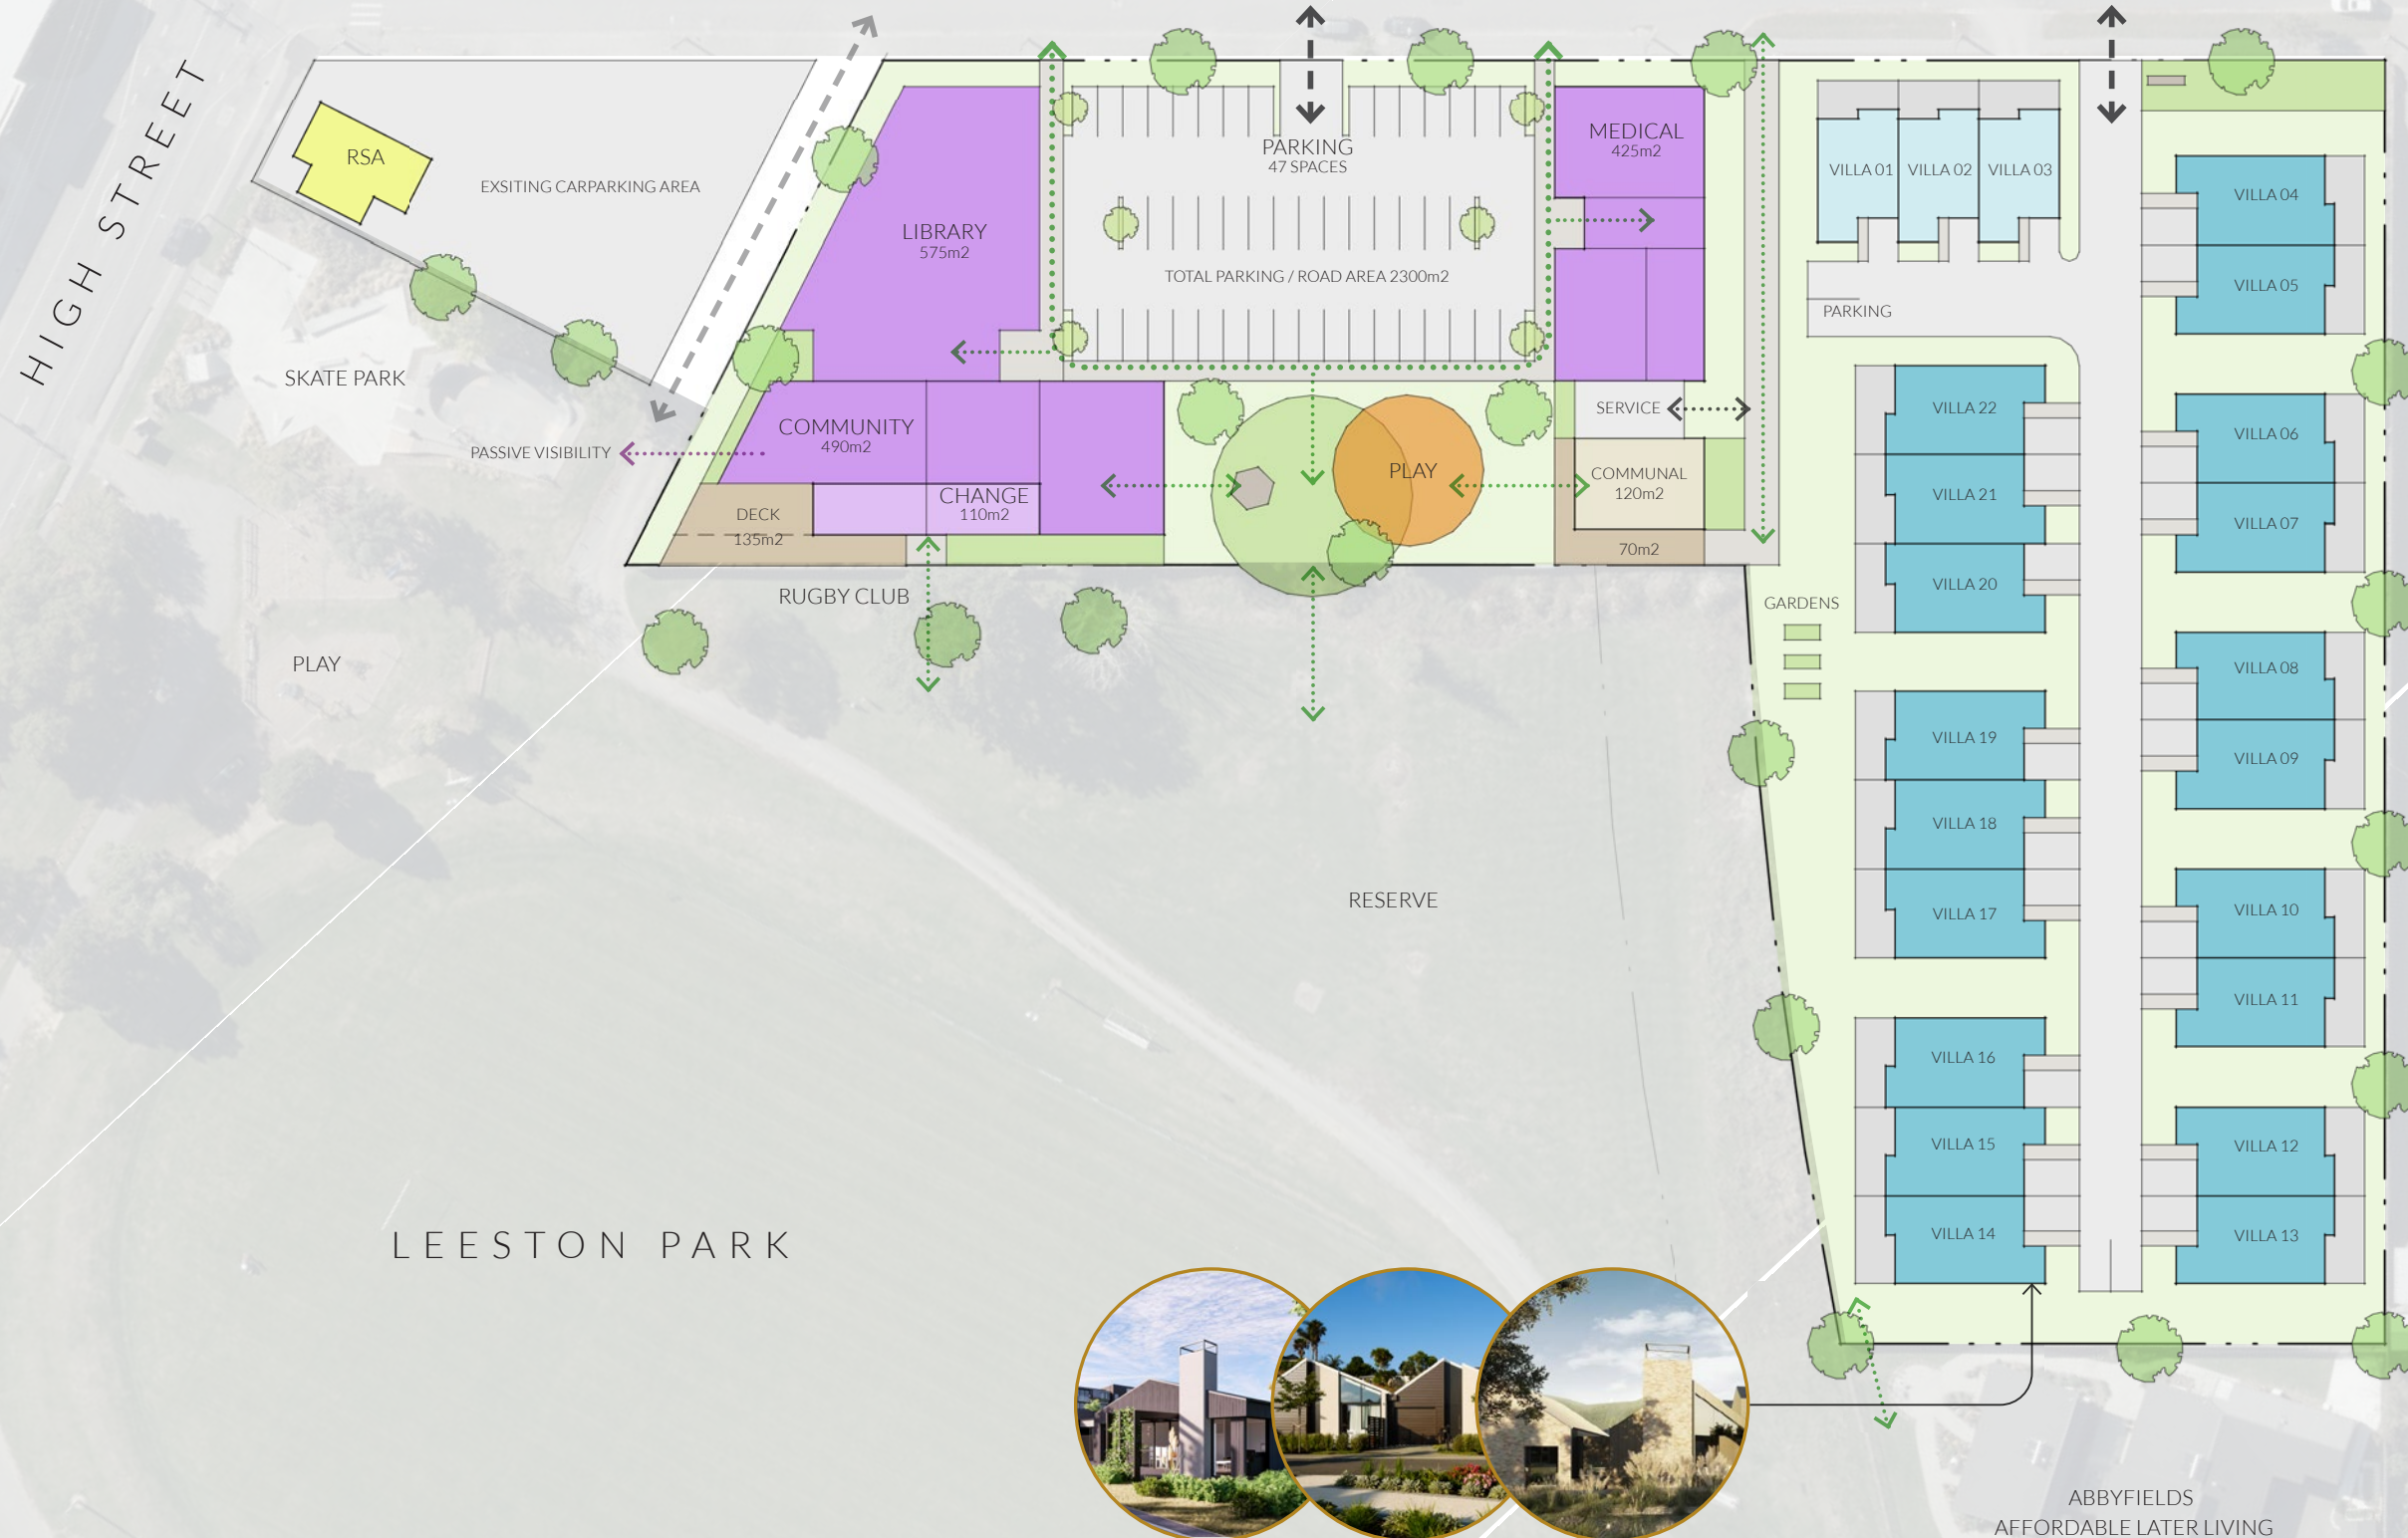 HIGH STREET
RSA
EXSITING CARPARKING AREA
SKATE PARK
PASSIVE VISIBILITY
PLAY
LIBRARY
575m2
COMMUNITY
490m2
CHANGE
110m2
DECK
135m2
RUGBY CLUB
PARKING
47 SPACES
TOTAL PARKING / ROAD AREA 2300m2
MEDICAL
425m2
SERVICE
PLAY
COMMUNAL
120m2
70m2
GARDENS
RESERVE
LEESTON PARK
VILLA 01
VILLA 02
VILLA 03
PARKING
VILLA 04
VILLA 05
VILLA 06
VILLA 07
VILLA 08
VILLA 09
VILLA 10
VILLA 11
VILLA 12
VILLA 13
VILLA 22
VILLA 21
VILLA 20
VILLA 19
VILLA 18
VILLA 17
VILLA 16
VILLA 15
VILLA 14
ABBYFIELDS
AFFORDABLE LATER LIVING